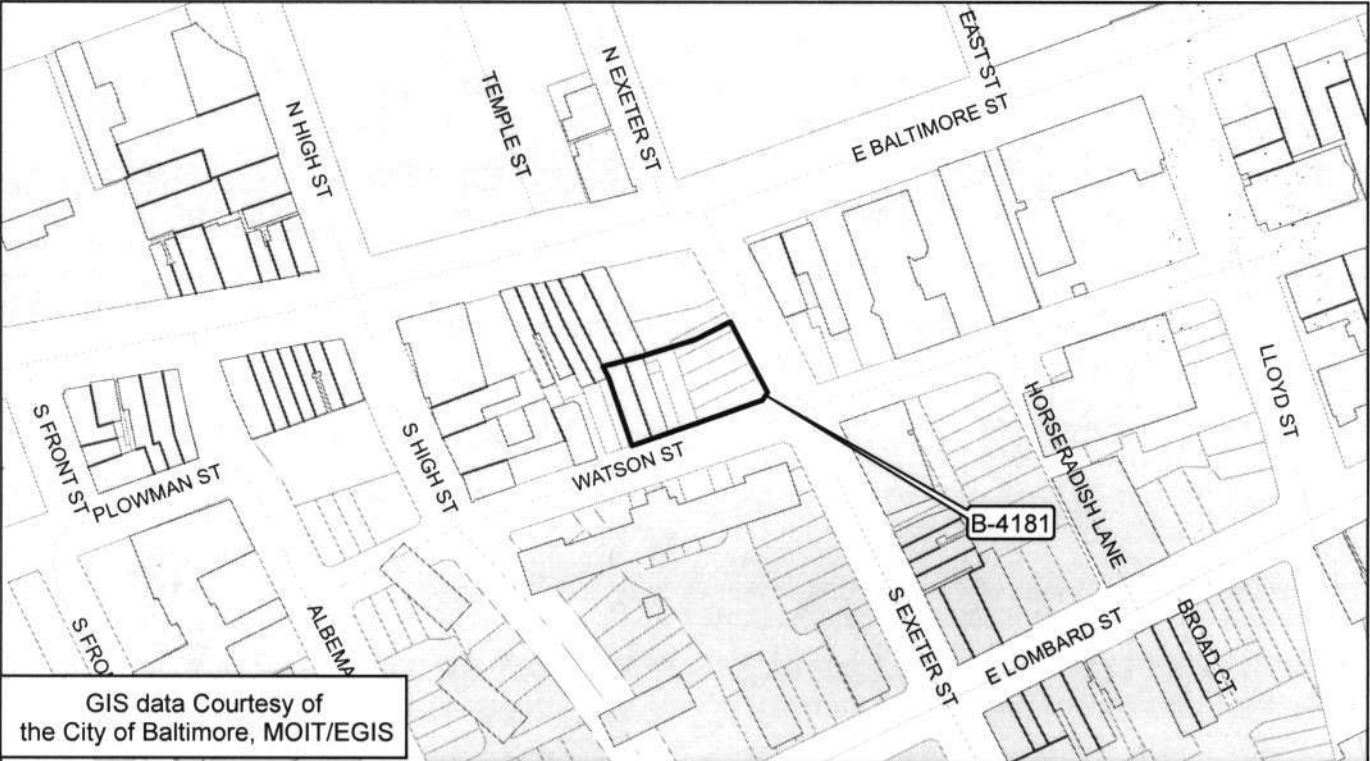 EAST ST
N EXETER ST
TEMPLE ST
N HIGH ST
E BALTIMORE ST
LLOYD ST
HORSERADISH LANE
S FRONT ST
S HIGH ST
WATSON ST
PLOWMAN ST
B-4181
S EXETER ST
E LOMBARD ST
BROAD CT
S FRO
ALBEMA
GIS data Courtesy of
the City of Baltimore, MOIT/EGIS